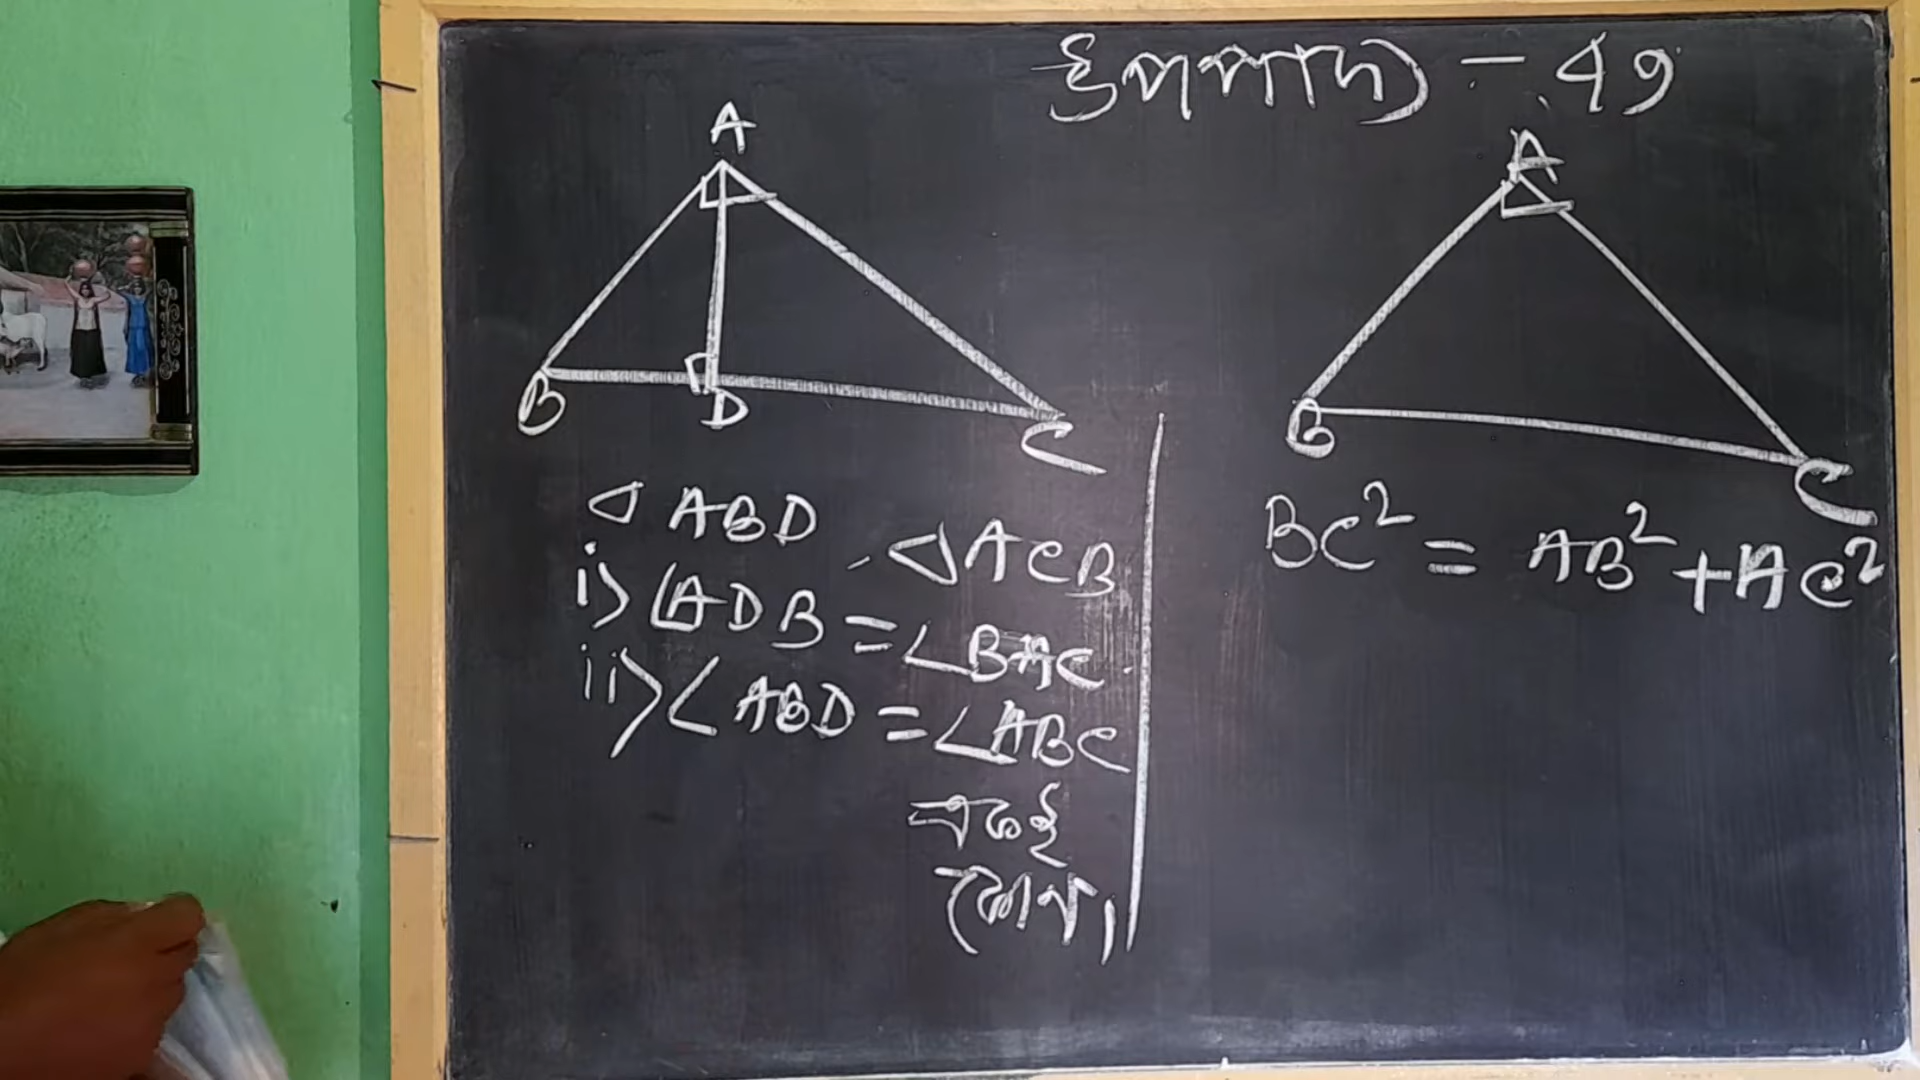 উপপাদ্য - 49
A
B
D
C
△ ABD - △ACB
i> ∠ADB = ∠BAC
ii> ∠ABD = ∠ABC
একই
কোণ।
A
B
C
BC² = AB² + AC²